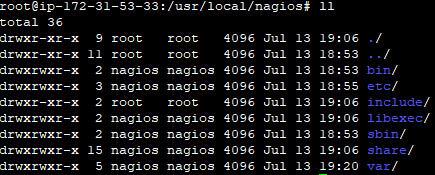 root@ip-172-31-53-33:/usr/local/nagios# ll
total 36
drwxr-xr-x  9 root   root   4096 Jul 13 19:06 ./
drwxr-xr-x 11 root   root   4096 Jul 13 18:53 ../
drwxrwxr-x  2 nagios nagios 4096 Jul 13 18:53 bin/
drwxrwxr-x  3 nagios nagios 4096 Jul 13 18:55 etc/
drwxr-xr-x  2 root   root   4096 Jul 13 19:06 include/
drwxrwxr-x  2 nagios nagios 4096 Jul 13 19:06 libexec/
drwxrwxr-x  2 nagios nagios 4096 Jul 13 18:53 sbin/
drwxrwxr-x 15 nagios nagios 4096 Jul 13 19:06 share/
drwxrwxr-x  5 nagios nagios 4096 Jul 13 19:20 var/